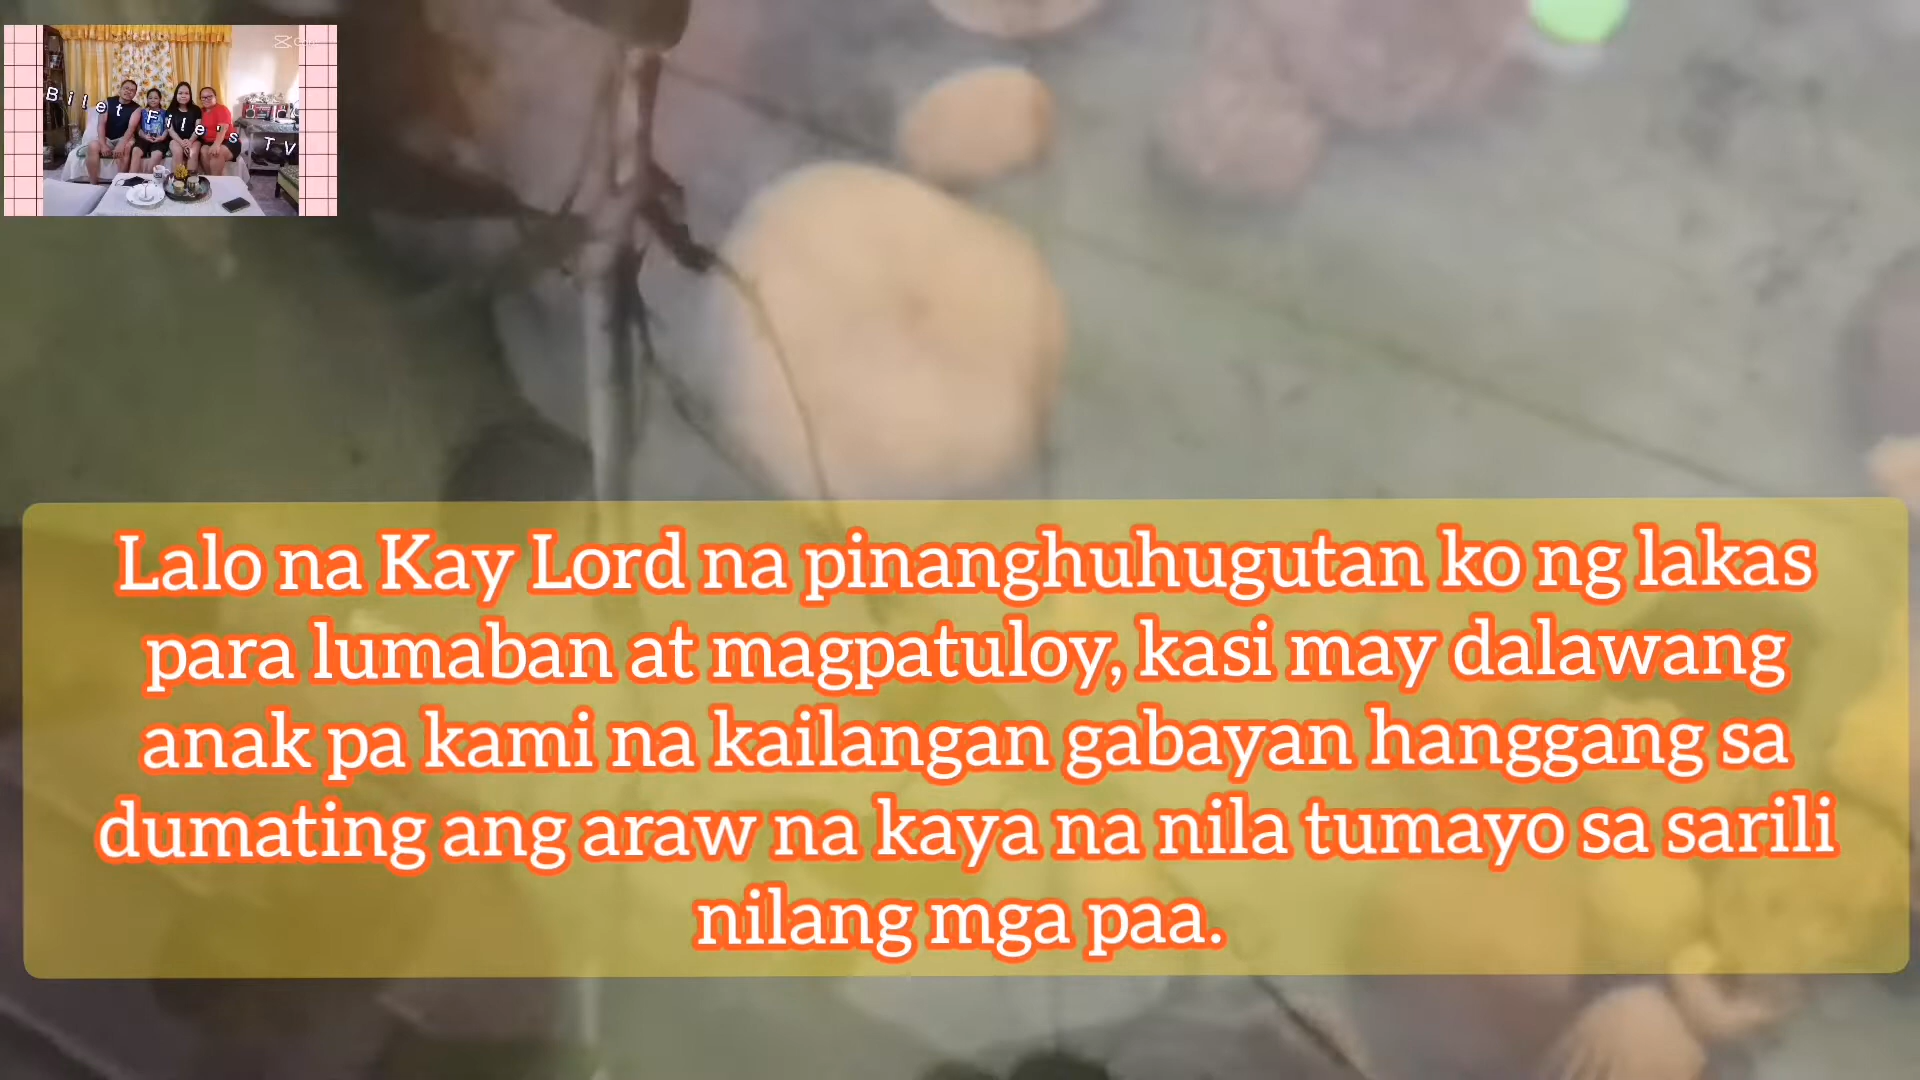 Bilet File's TV
Lalo na Kay Lord na pinanghuhugutan ko ng lakas
para lumaban at magpatuloy, kasi may dalawang
anak pa kami na kailangan gabayan hanggang sa
dumating ang araw na kaya na nila tumayo sa sarili
nilang mga paa.